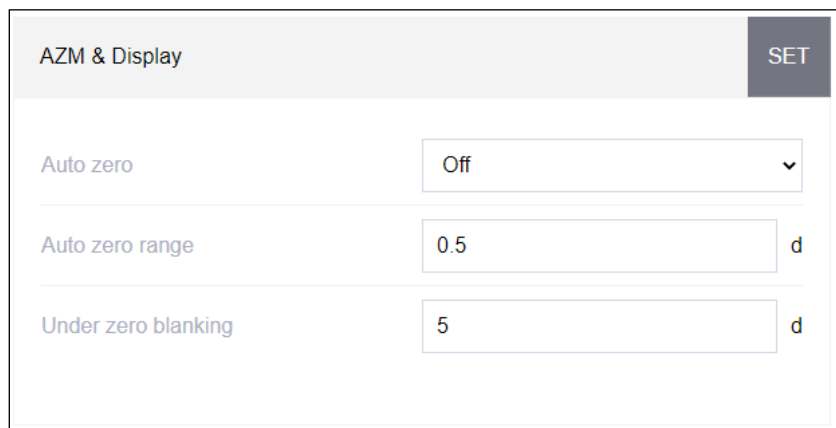 AZM & Display SET
Auto zero Off
Auto zero range 0.5 d
Under zero blanking 5 d